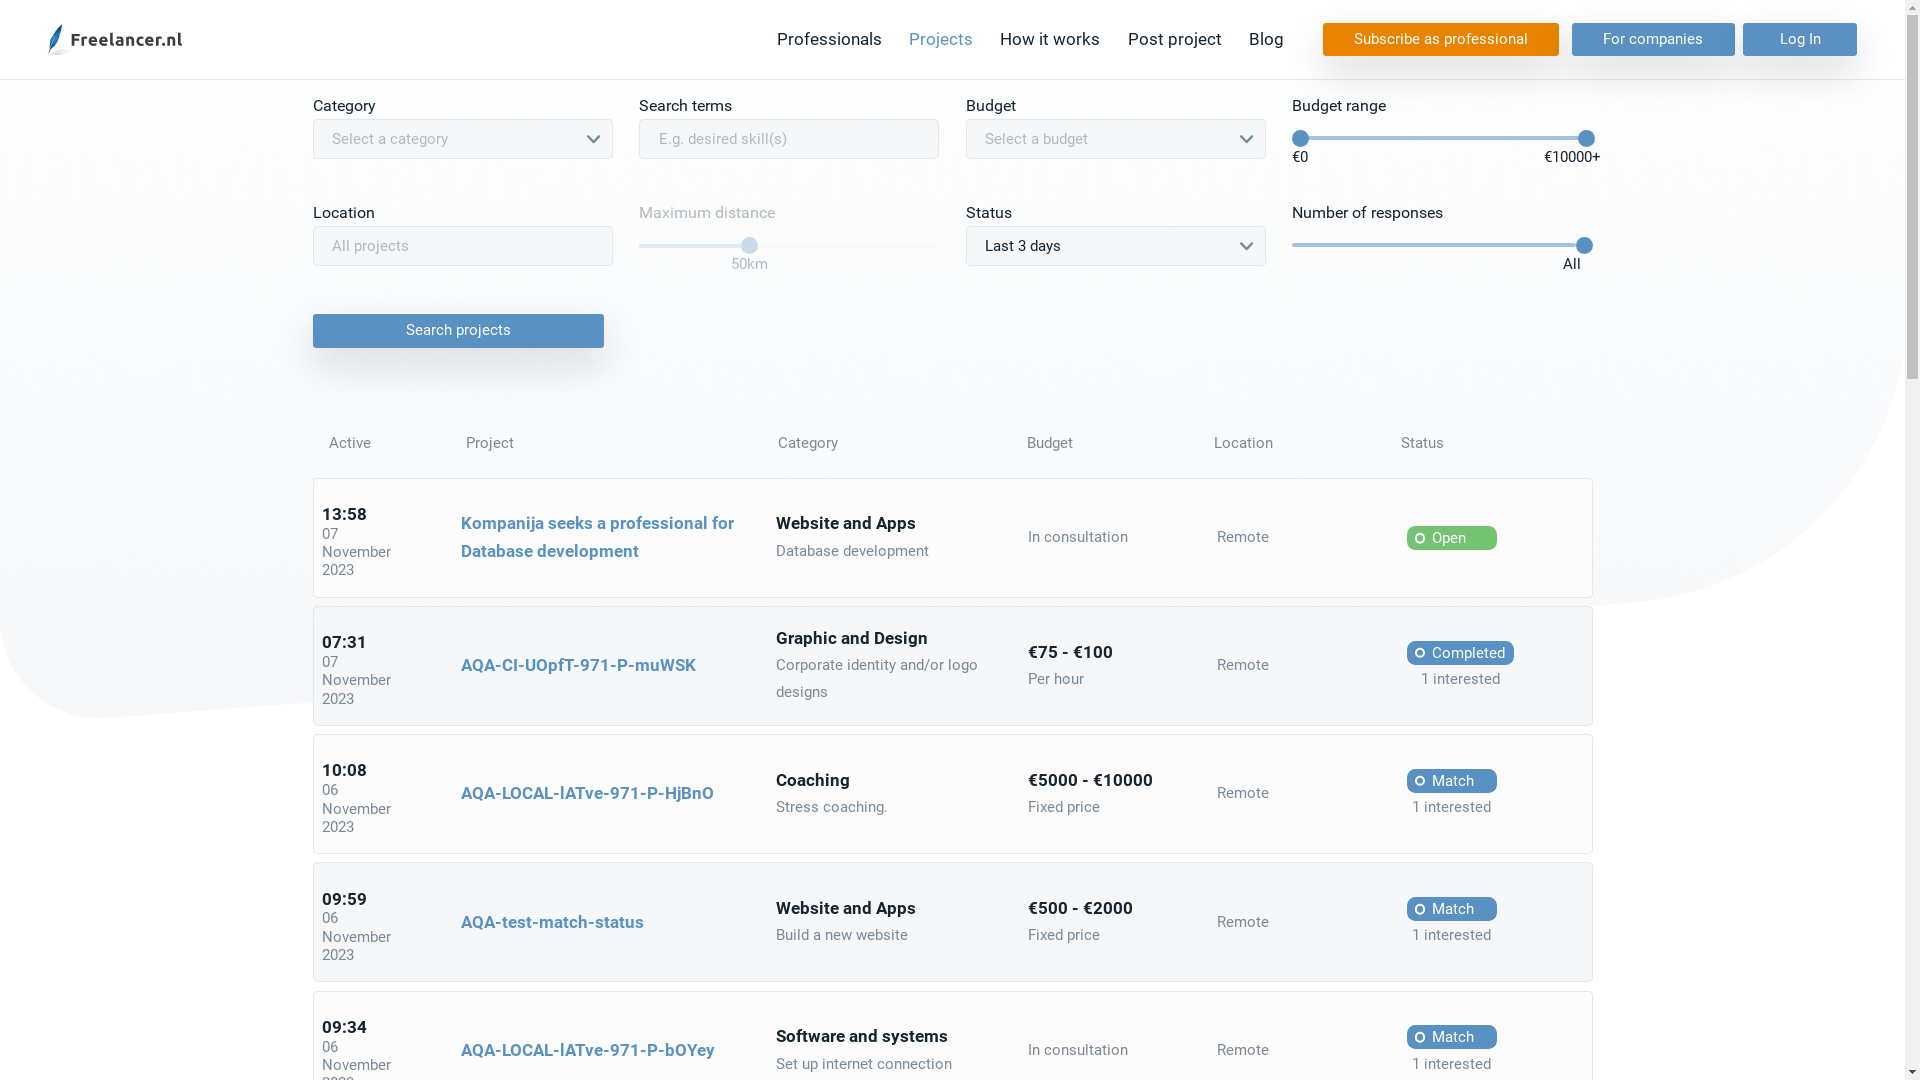 Freelancer.nl
Professionals
Projects
How it works
Post project
Blog
Subscribe as professional
For companies
Log In
Category
Search terms
Budget
Budget range
Select a category
E.g. desired skill(s)
Select a budget
€0
€10000+
Location
Maximum distance
Status
Number of responses
All projects
50km
Last 3 days
All
Search projects
Active
Project
Category
Budget
Location
Status
13:58
07
November
2023
Kompanija seeks a professional for
Database development
Website and Apps
Database development
In consultation
Remote
Open
07:31
07
November
2023
AQA-CI-UOpfT-971-P-muWSK
Graphic and Design
Corporate identity and/or logo
designs
€75 - €100
Per hour
Remote
Completed
1 interested
10:08
06
November
2023
AQA-LOCAL-lATve-971-P-HjBnO
Coaching
Stress coaching.
€5000 - €10000
Fixed price
Remote
Match
1 interested
09:59
06
November
2023
AQA-test-match-status
Website and Apps
Build a new website
€500 - €2000
Fixed price
Remote
Match
1 interested
09:34
06
November
2023
AQA-LOCAL-lATve-971-P-bOYey
Software and systems
Set up internet connection
In consultation
Remote
Match
1 interested